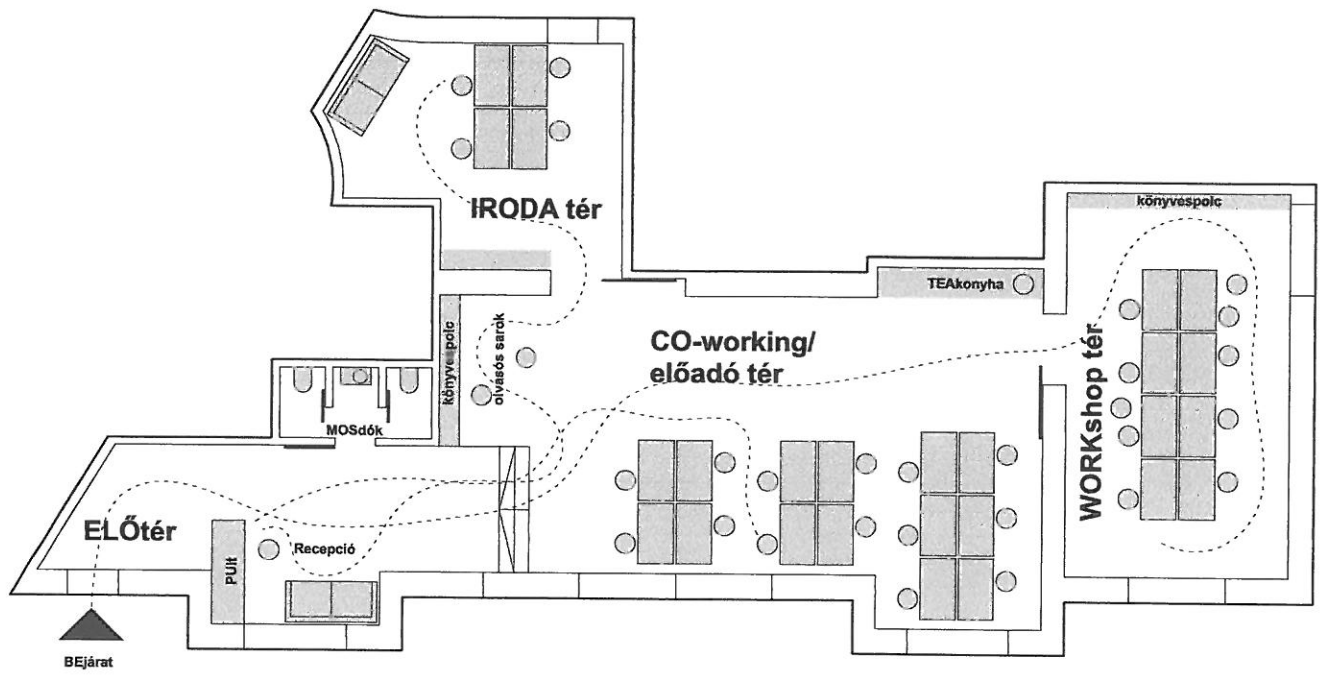 IRODA tér
könyvespolc
TEAkonyha
könyvespolc
olvasós sarok
CO-working/
előadó tér
WORKshop tér
MOSdók
ELŐtér
PUlt
Recepció
BEjárat